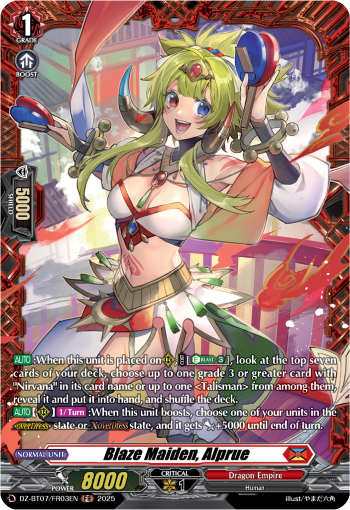 1
GRADE
BOOST
5000
SHIELD
AUTO :When this unit is placed on R, COST [ C-BLAST 3 ], look at the top seven
cards of your deck, choose up to one grade 3 or greater card with
"Nirvana" in its card name or up to one <Talisman> from among them,
reveal it and put it into hand, and shuffle the deck.
AUTO R 1/Turn :When this unit boosts, choose one of your units in the
overDress state or XoverDress state, and it gets +5000 until end of turn.
NORMAL UNIT
Blaze Maiden, Alprue
POWER 8000
CRITICAL
1
Dragon Empire
Human
DZ-BT07/FR03EN FR 2025
illust/やまだ六角